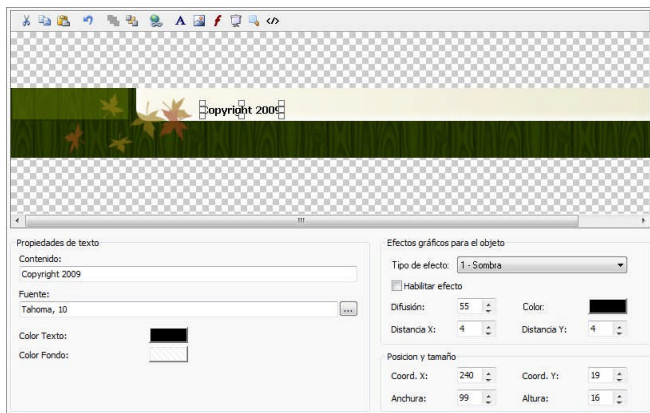 A
f
</>
Copyright 2009
Propiedades de texto
Contenido:
Copyright 2009
Fuente:
Tahoma, 10
...
Color Texto:
Color Fondo:
Efectos gráficos para el objeto
Tipo de efecto: 1 - Sombra
Habilitar efecto
Difusión: 55 Color:
Distancia X: 4 Distancia Y: 4
Posicion y tamaño
Coord. X: 240 Coord. Y: 19
Anchura: 99 Altura: 16